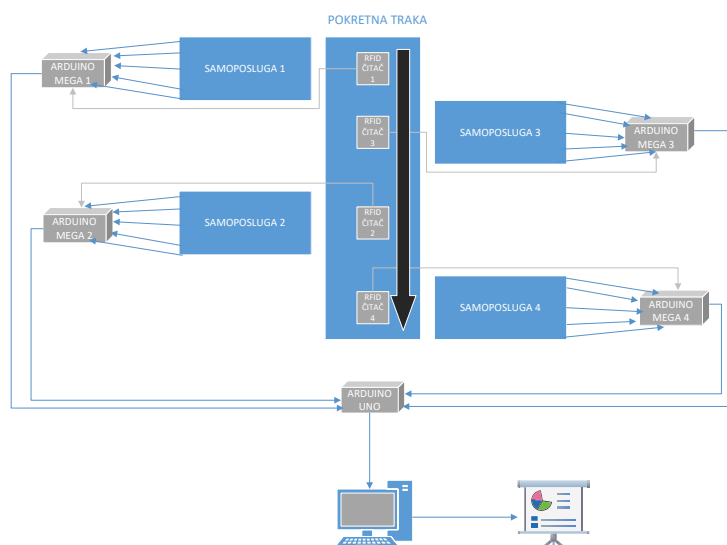 POKRETNA TRAKA
ARDUINO
MEGA 1
SAMOPOSLUGA 1
RFID
ČITAČ
1
RFID
ČITAČ
3
SAMOPOSLUGA 3
ARDUINO
MEGA 3
ARDUINO
MEGA 2
SAMOPOSLUGA 2
RFID
ČITAČ
2
RFID
ČITAČ
4
SAMOPOSLUGA 4
ARDUINO
MEGA 4
ARDUINO
UNO